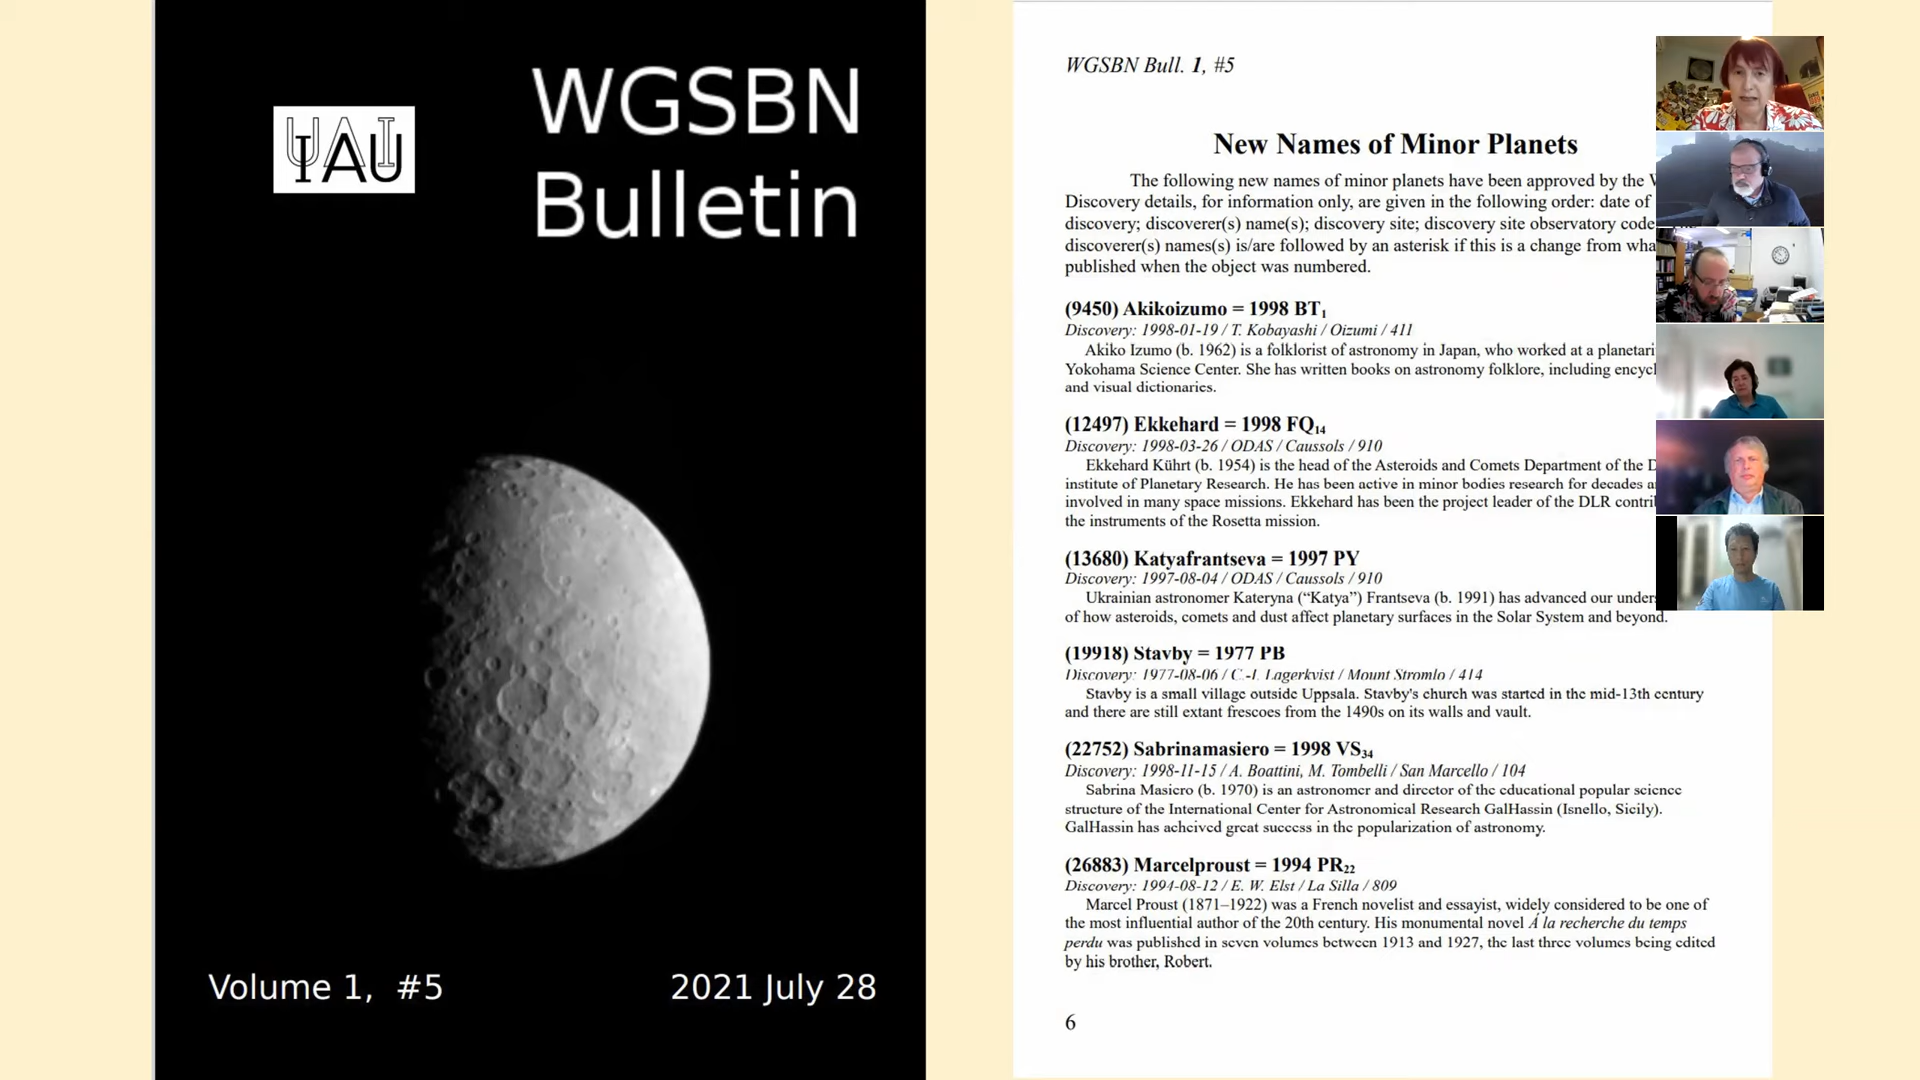 IAU
WGSBN
Bulletin
Volume 1, #5
2021 July 28
WGSBN Bull. 1, #5
New Names of Minor Planets
The following new names of minor planets have been approved by the
Discovery details, for information only, are given in the following order: date of
discovery; discoverer(s) name(s); discovery site; discovery site observatory code
discoverer(s) names(s) is/are followed by an asterisk if this is a change from
published when the object was numbered.
(9450) Akikoizumo = 1998 BT1
Discovery: 1998-01-19 / T. Kobayashi / Oizumi / 411
Akiko Izumo (b. 1962) is a folklorist of astronomy in Japan, who worked at a
Yokohama Science Center. She has written books on astronomy folklore, including
and visual dictionaries.
(12497) Ekkehard = 1998 FQ14
Discovery: 1998-03-26 / ODAS / Caussols / 910
Ekkehard Kührt (b. 1954) is the head of the Asteroids and Comets Department of the
institute of Planetary Research. He has been active in minor bodies research for decades
involved in many space missions. Ekkehard has been the project leader of the DLR
the instruments of the Rosetta mission.
(13680) Katyafrantseva = 1997 PY
Discovery: 1997-08-04 / ODAS / Caussols / 910
Ukrainian astronomer Kateryna (“Katya”) Frantseva (b. 1991) has advanced our
of how asteroids, comets and dust affect planetary surfaces in the Solar System and beyond.
(19918) Stavby = 1977 PB
Discovery: 1977-08-06 / C.-I. Lagerkvist / Mount Stromlo / 414
Stavby is a small village outside Uppsala. Stavby's church was started in the mid-13th century
and there are still extant frescoes from the 1490s on its walls and vault.
(22752) Sabrinamasiero = 1998 VS34
Discovery: 1998-11-15 / A. Boattini, M. Tombelli / San Marcello / 104
Sabrina Masiero (b. 1970) is an astronomer and director of the educational popular science
structure of the International Center for Astronomical Research GalHassin (Isnello, Sicily).
GalHassin has acheived great success in the popularization of astronomy.
(26883) Marcelproust = 1994 PR22
Discovery: 1994-08-12 / E. W. Elst / La Silla / 809
Marcel Proust (1871–1922) was a French novelist and essayist, widely considered to be one of
the most influential author of the 20th century. His monumental novel Á la recherche du temps
perdu was published in seven volumes between 1913 and 1927, the last three volumes being edited
by his brother, Robert.
6